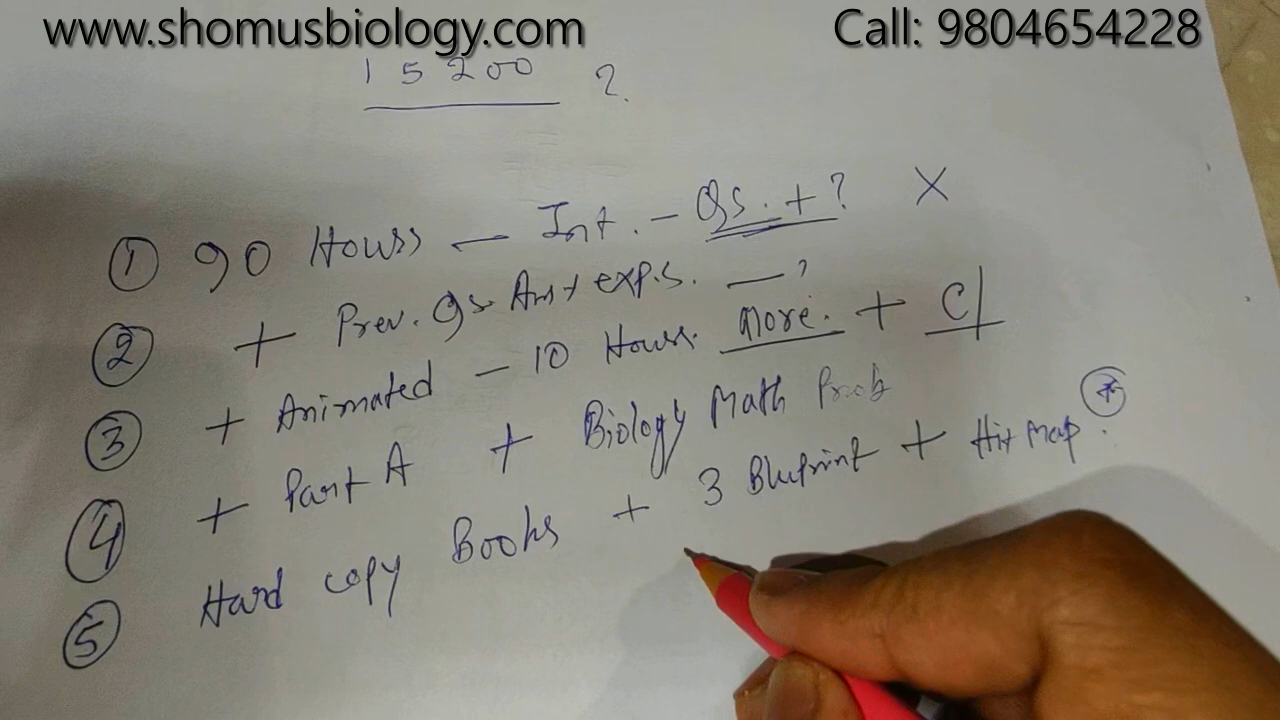 www.shomusbiology.com
Call: 9804654228
15200 ?
① 90 Hours — Int. - Qs. + ? X
② + Prev. Qs Ans + exp.s. — ?
③ + Animated - 10 Hours more. + C/
④ + Part A + Biology Math Prob
⑤ Hard copy Books + 3 Blueprint + Hit Map. *